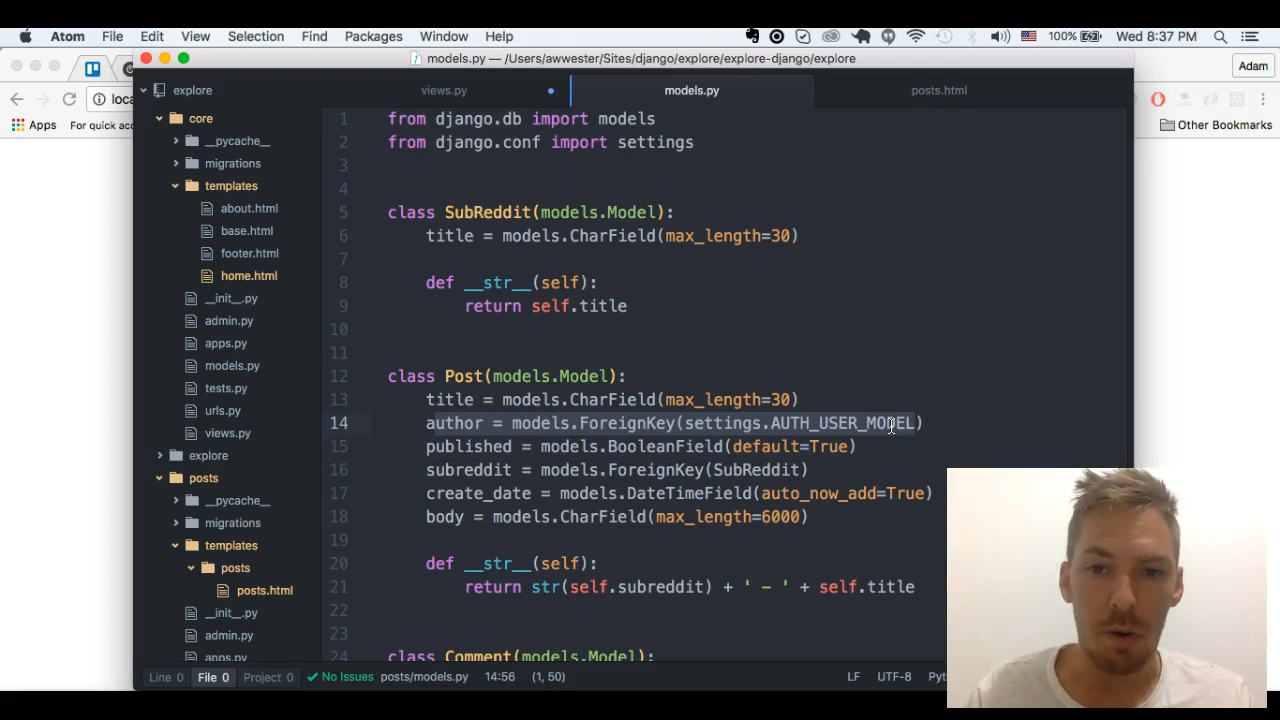 Atom File Edit View Selection Find Packages Window Help 100% Wed 8:37 PM
models.py — /Users/awwester/Sites/django/explore/explore-django/explore
Adam
loca
Apps For quick acc
Other Bookmarks
explore
core
__pycache__
migrations
templates
about.html
base.html
footer.html
home.html
__init__.py
admin.py
apps.py
models.py
tests.py
urls.py
views.py
explore
posts
__pycache__
migrations
templates
posts
posts.html
__init__.py
admin.py
apps.py
views.py models.py posts.html
1 from django.db import models
2 from django.conf import settings
3
4
5 class SubReddit(models.Model):
6 title = models.CharField(max_length=30)
7
8 def __str__(self):
9 return self.title
10
11
12 class Post(models.Model):
13 title = models.CharField(max_length=30)
14 author = models.ForeignKey(settings.AUTH_USER_MODEL)
15 published = models.BooleanField(default=True)
16 subreddit = models.ForeignKey(SubReddit)
17 create_date = models.DateTimeField(auto_now_add=True)
18 body = models.CharField(max_length=6000)
19
20 def __str__(self):
21 return str(self.subreddit) + ' - ' + self.title
22
23
24 class Comment(models.Model):
Line 0 File 0 Project 0 No Issues posts/models.py 14:56 (1, 50) LF UTF-8 Pyt